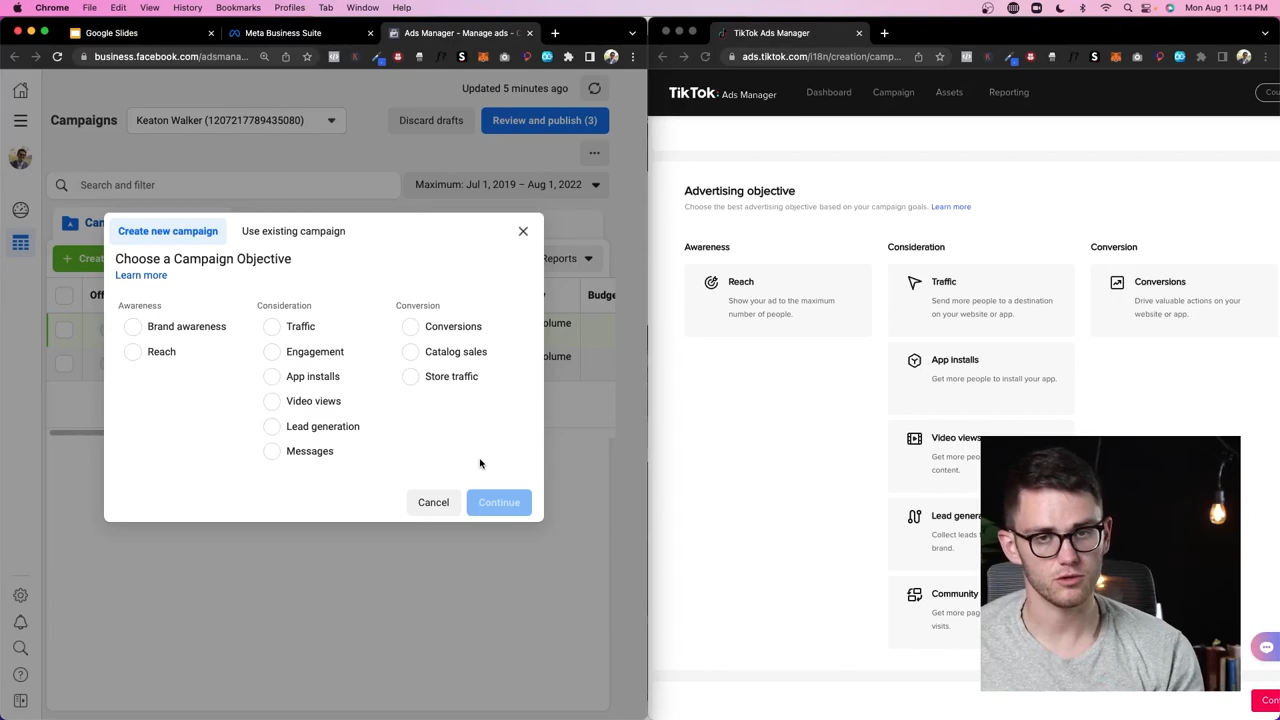 Chrome File Edit View History Bookmarks Profiles Tab Window Help
Mon Aug 1 1:14 PM
Google Slides
Meta Business Suite
Ads Manager - Manage ads - C
TikTok Ads Manager
business.facebook.com/adsmana...
ads.tiktok.com/i18n/creation/camp...
Updated 5 minutes ago
Campaigns
Keaton Walker (1207217789435080)
Discard drafts
Review and publish (3)
Search and filter
Maximum: Jul 1, 2019 – Aug 1, 2022
Reports
Budge
olume
olume
Create new campaign
Use existing campaign
Choose a Campaign Objective
Learn more
Awareness
Brand awareness
Reach
Consideration
Traffic
Engagement
App installs
Video views
Lead generation
Messages
Conversion
Conversions
Catalog sales
Store traffic
Cancel
Continue
TikTok: Ads Manager
Dashboard
Campaign
Assets
Reporting
Advertising objective
Choose the best advertising objective based on your campaign goals. Learn more
Awareness
Reach
Show your ad to the maximum
number of people.
Consideration
Traffic
Send more people to a destination
on your website or app.
App installs
Get more people to install your app.
Video views
Get more
content.
Lead
Collect leads
brand.
Community
Get more
visits.
Conversion
Conversions
Drive valuable actions on your
website or app.